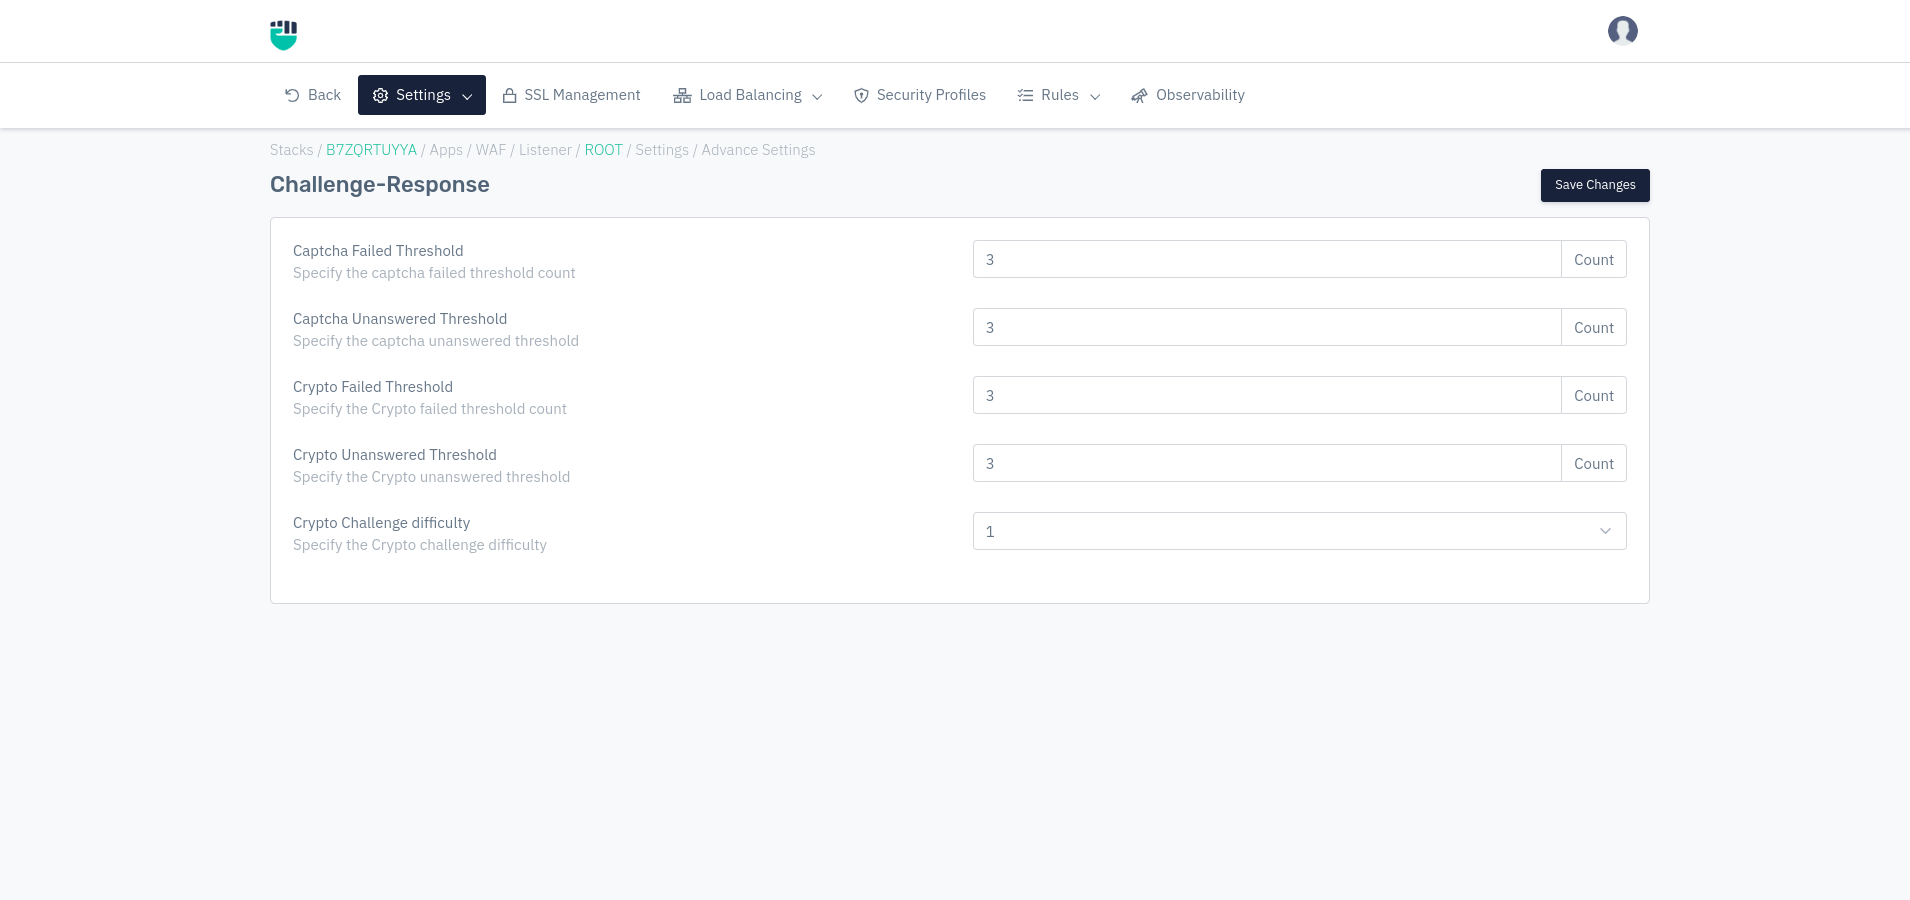 Back Settings SSL Management Load Balancing Security Profiles Rules Observability
Stacks / B7ZQRTUYYA / Apps / WAF / Listener / ROOT / Settings / Advance Settings
Challenge-Response
Save Changes
Captcha Failed Threshold
Specify the captcha failed threshold count
3 Count
Captcha Unanswered Threshold
Specify the captcha unanswered threshold
3 Count
Crypto Failed Threshold
Specify the Crypto failed threshold count
3 Count
Crypto Unanswered Threshold
Specify the Crypto unanswered threshold
3 Count
Crypto Challenge difficulty
Specify the Crypto challenge difficulty
1